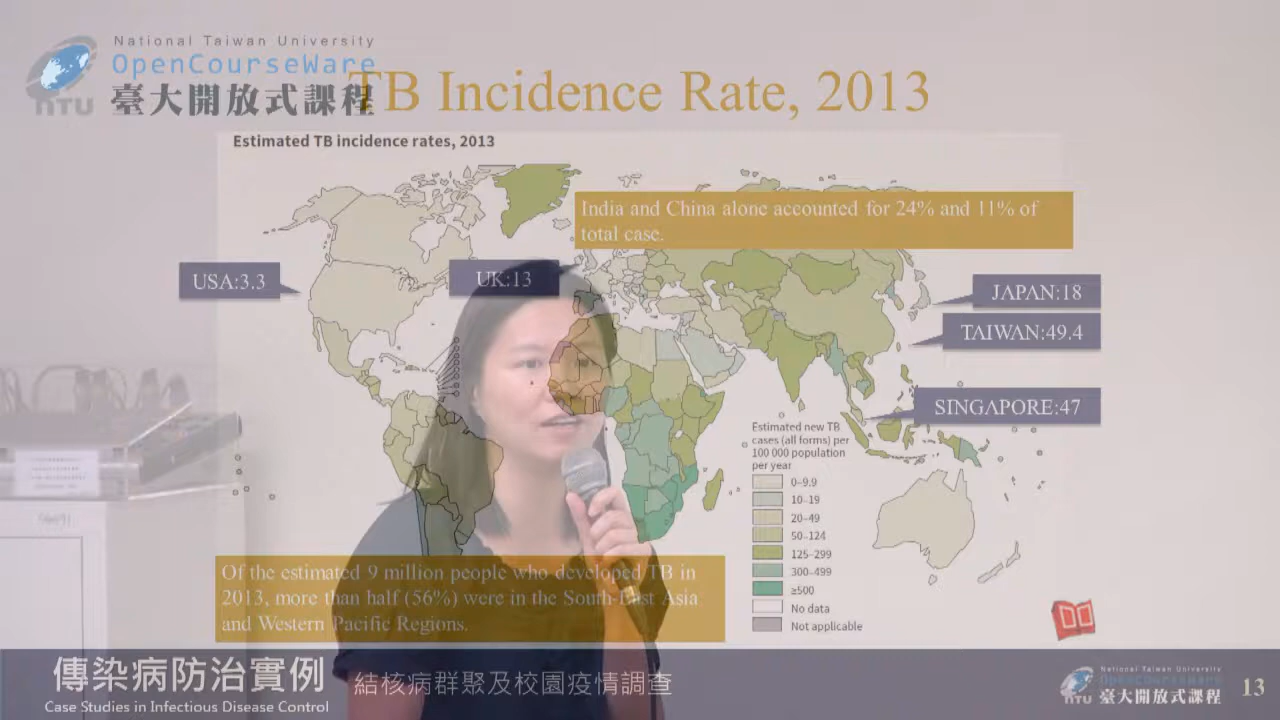 National Taiwan University
OpenCourseWare
NTU 臺大開放式課程
TB Incidence Rate, 2013
Estimated TB incidence rates, 2013
India and China alone accounted for 24% and 11% of
total case.
USA:3.3
UK:13
JAPAN:18
TAIWAN:49.4
SINGAPORE:47
Estimated new TB
cases (all forms) per
100 000 population
per year
0–9.9
10–19
20–49
50–124
125–299
300–499
≥500
No data
Not applicable
Of the estimated 9 million people who developed TB in
2013, more than half (56%) were in the South-East Asia
and Western Pacific Regions.
傳染病防治實例
Case Studies in Infectious Disease Control
結核病群聚及校園疫情調查
National Taiwan University
OpenCourseWare
NTU 臺大開放式課程
13